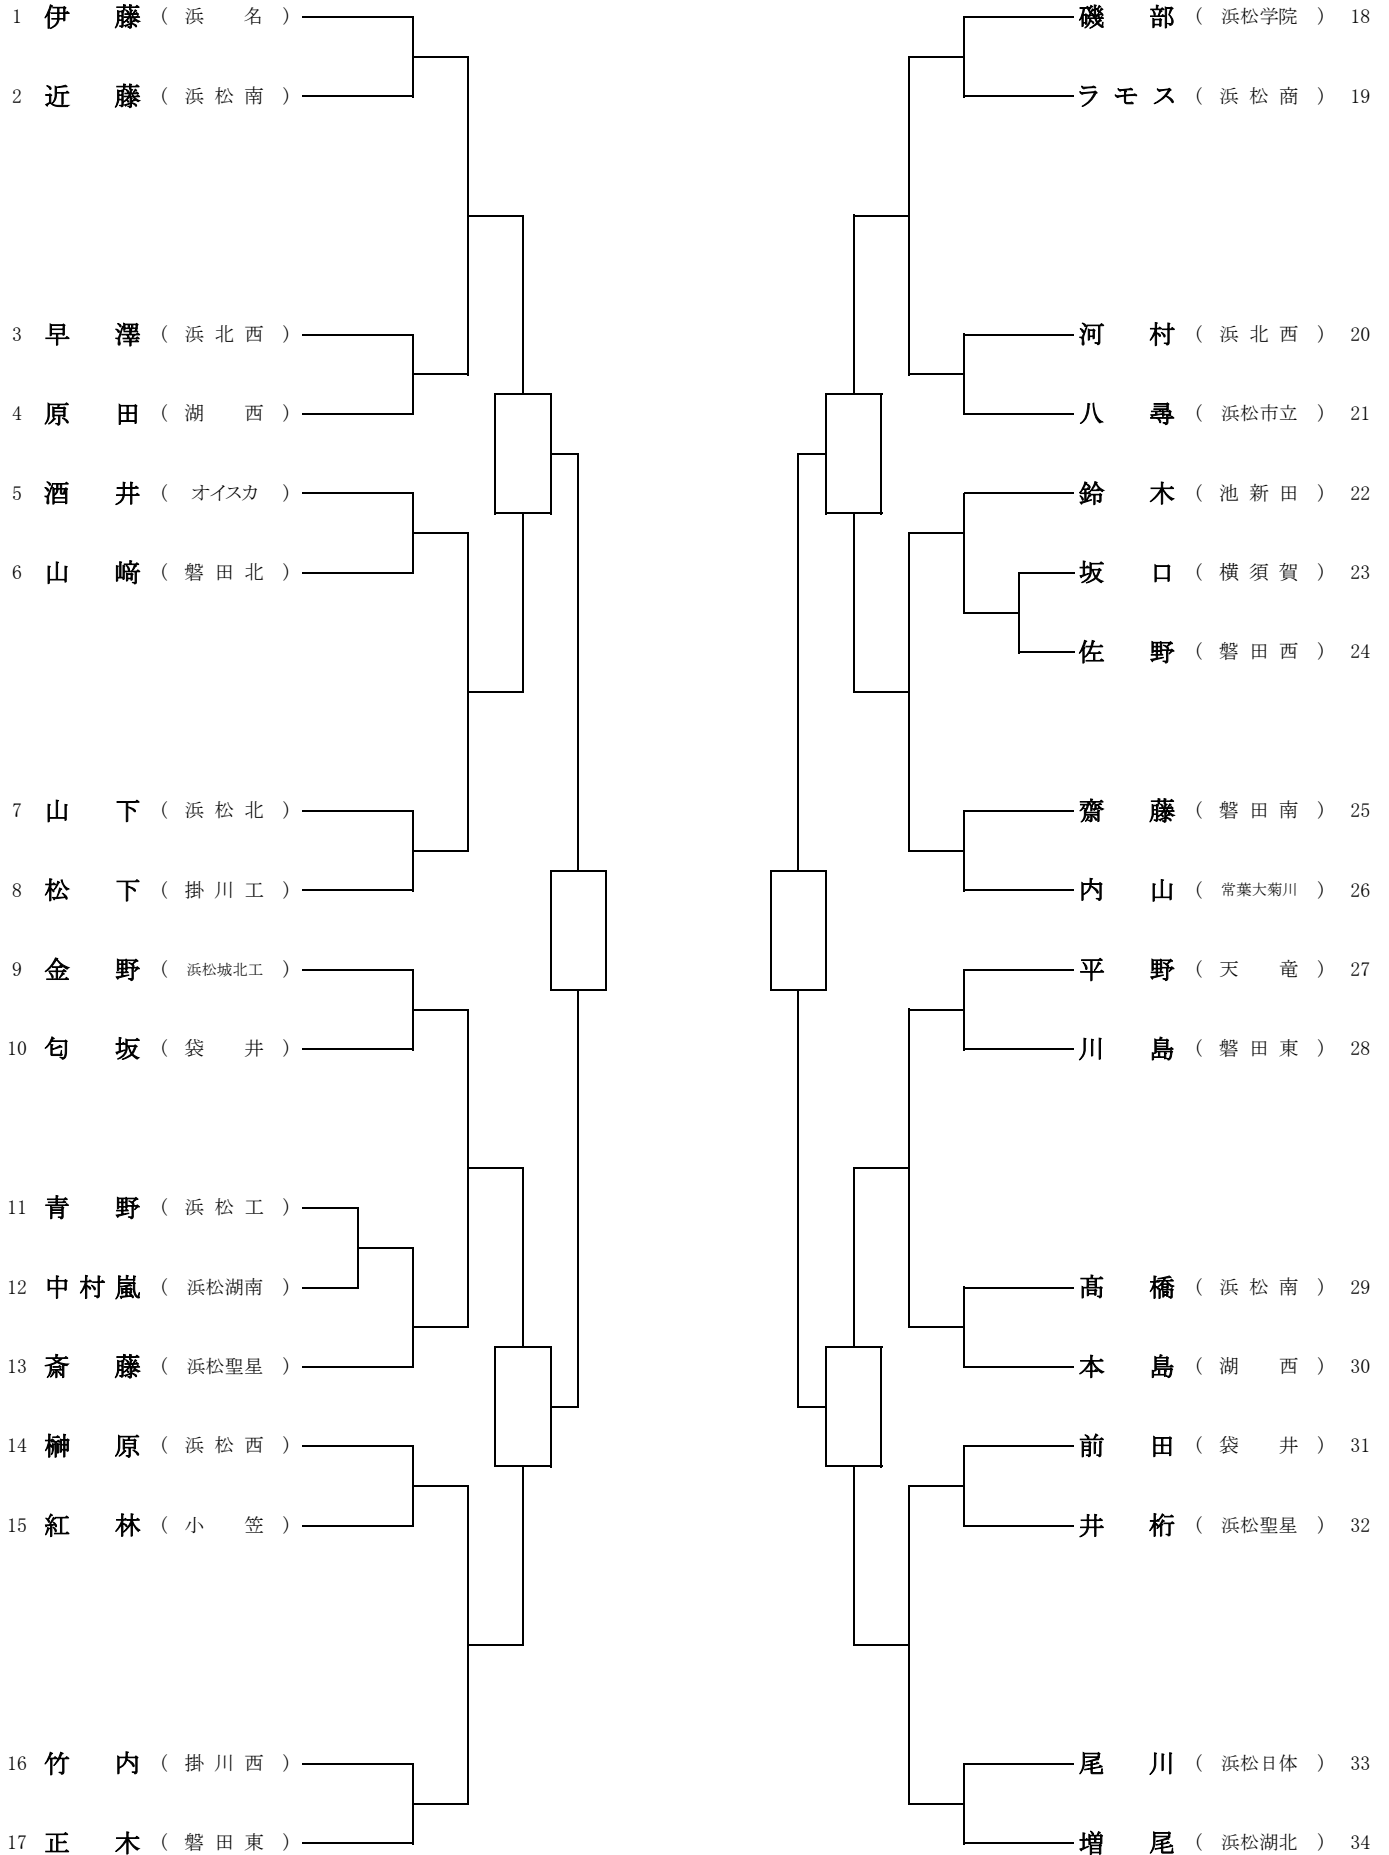 1 伊藤 （ 浜名 ）
2 近藤 （ 浜松南 ）
3 早澤 （ 浜北西 ）
4 原田 （ 湖西 ）
5 酒井 （ オイスカ ）
6 山﨑 （ 磐田北 ）
7 山下 （ 浜松北 ）
8 松下 （ 掛川工 ）
9 金野 （ 浜松城北工 ）
10 匂坂 （ 袋井 ）
11 青野 （ 浜松工 ）
12 中村嵐 （ 浜松湖南 ）
13 斎藤 （ 浜松聖星 ）
14 榊原 （ 浜松西 ）
15 紅林 （ 小笠 ）
16 竹内 （ 掛川西 ）
17 正木 （ 磐田東 ）
磯部 （ 浜松学院 ） 18
ラモス （ 浜松商 ） 19
河村 （ 浜北西 ） 20
八尋 （ 浜松市立 ） 21
鈴木 （ 池新田 ） 22
坂口 （ 横須賀 ） 23
佐野 （ 磐田西 ） 24
齋藤 （ 磐田南 ） 25
内山 （ 常葉大菊川 ） 26
平野 （ 天竜 ） 27
川島 （ 磐田東 ） 28
髙橋 （ 浜松南 ） 29
本島 （ 湖西 ） 30
前田 （ 袋井 ） 31
井桁 （ 浜松聖星 ） 32
尾川 （ 浜松日体 ） 33
増尾 （ 浜松湖北 ） 34